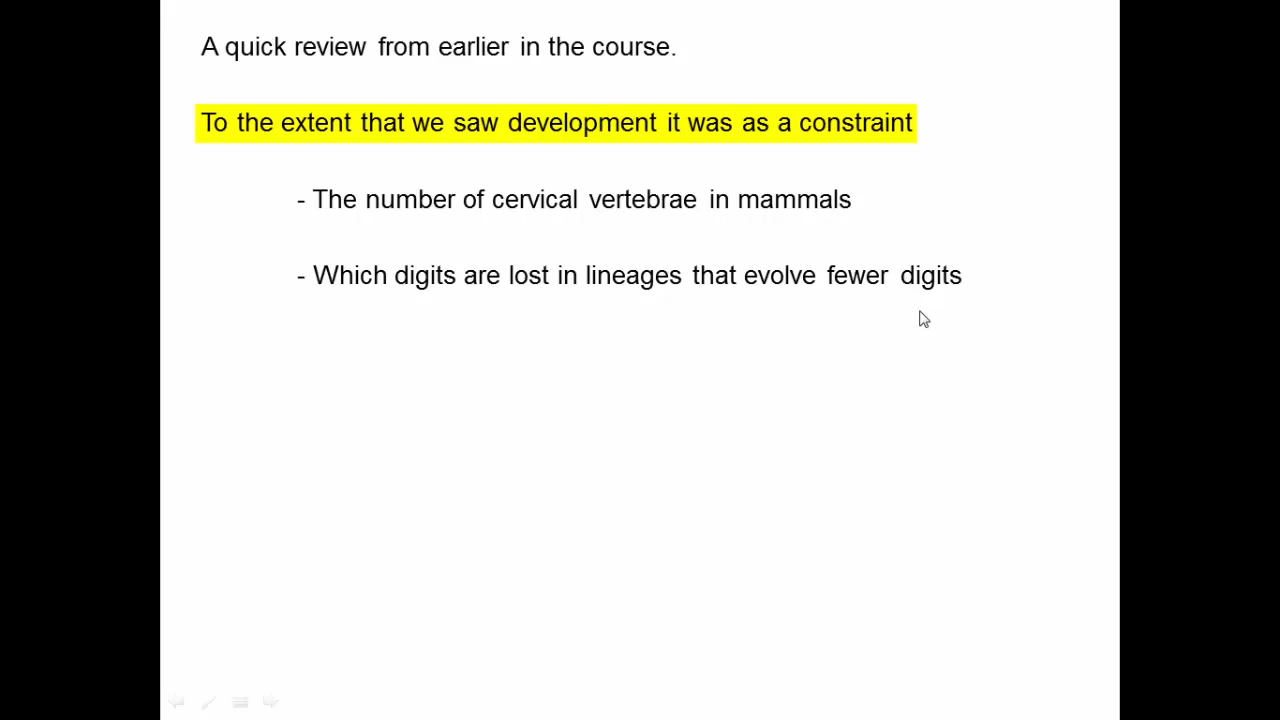 A quick review from earlier in the course.
To the extent that we saw development it was as a constraint
- The number of cervical vertebrae in mammals
- Which digits are lost in lineages that evolve fewer digits